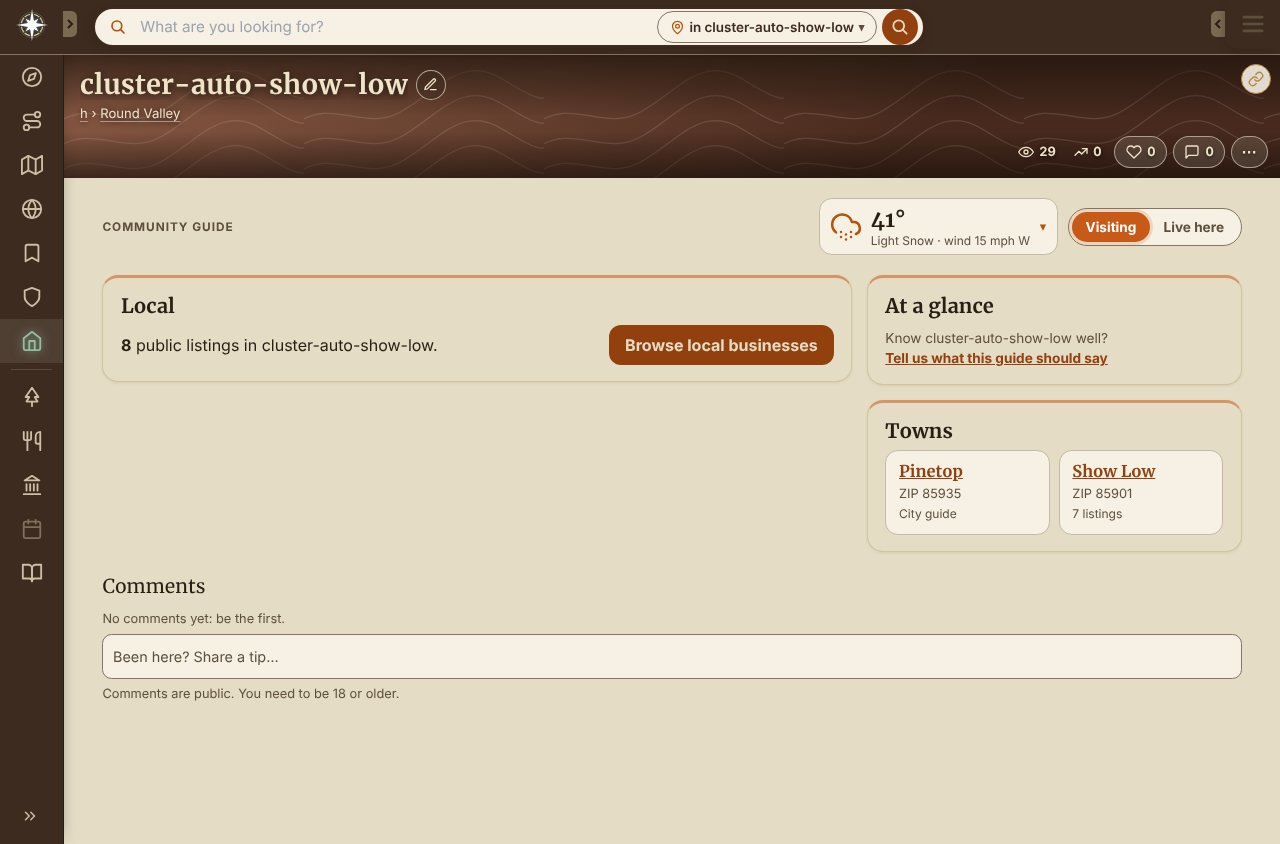 What are you looking for?
in cluster-auto-show-low ▾
cluster-auto-show-low
h › Round Valley
29
0
0
0
COMMUNITY GUIDE
41°
Light Snow · wind 15 mph W
▾
Visiting
Live here
Local
8 public listings in cluster-auto-show-low.
Browse local businesses
At a glance
Know cluster-auto-show-low well?
Tell us what this guide should say
Towns
Pinetop
ZIP 85935
City guide
Show Low
ZIP 85901
7 listings
Comments
No comments yet: be the first.
Been here? Share a tip...
Comments are public. You need to be 18 or older.